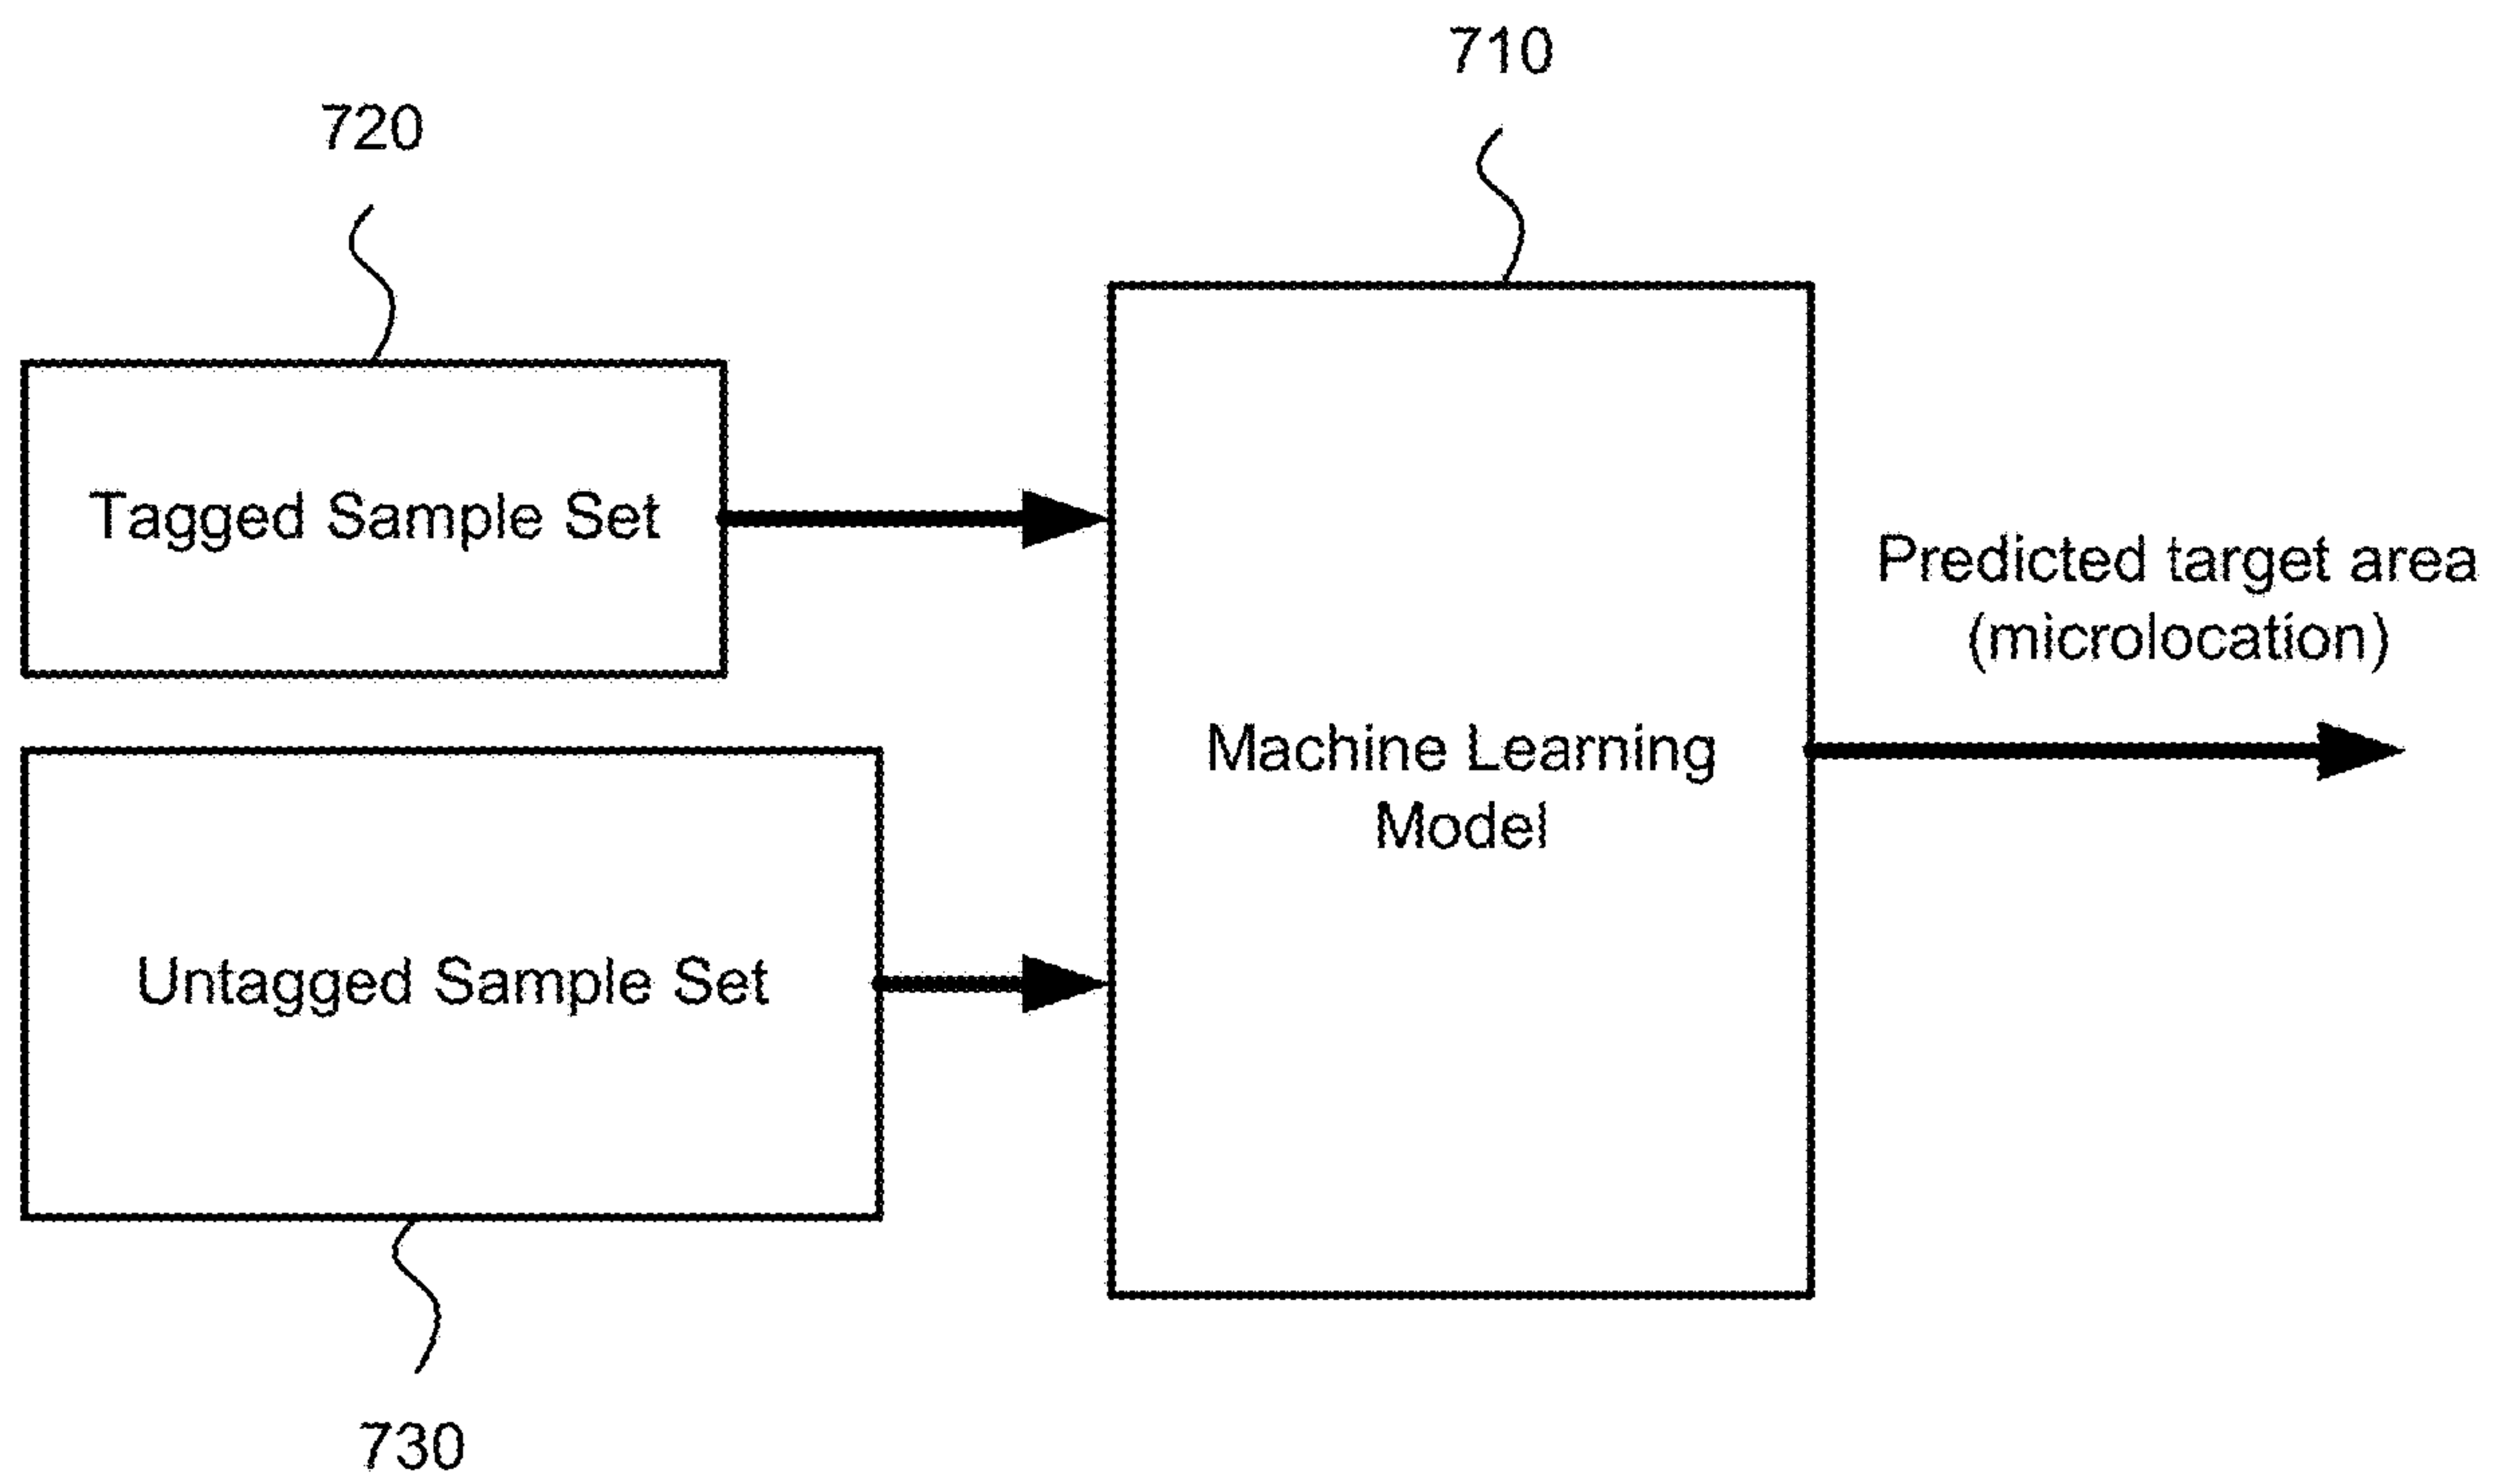 710
720
Tagged Sample Set
Predicted target area
(microlocation)
Machine Learning
Model
Untagged Sample Set
730